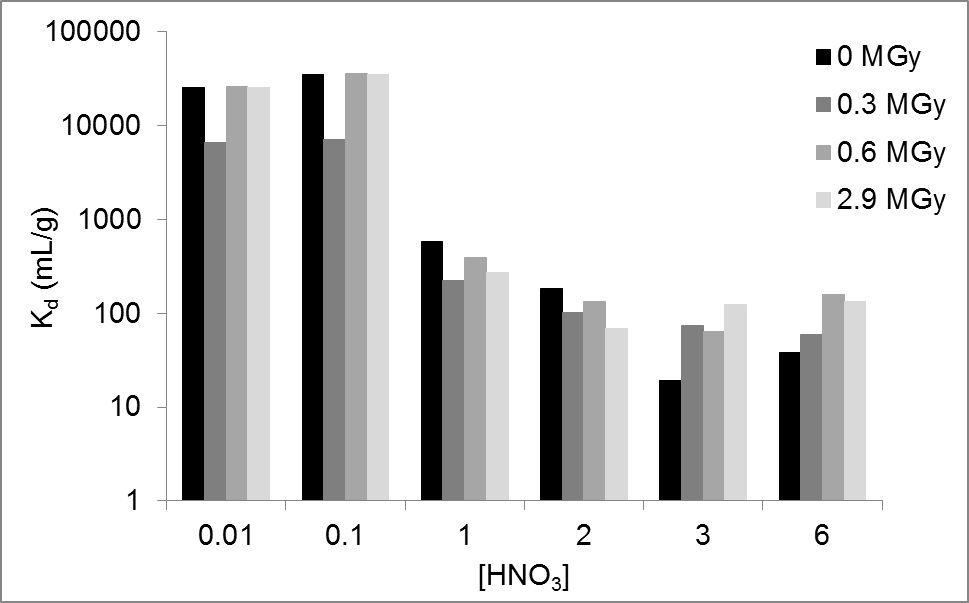 100000
10000
1000
100
10
1
K_d (mL/g)
0 MGy
0.3 MGy
0.6 MGy
2.9 MGy
0.01 0.1 1 2 3 6
[HNO₃]